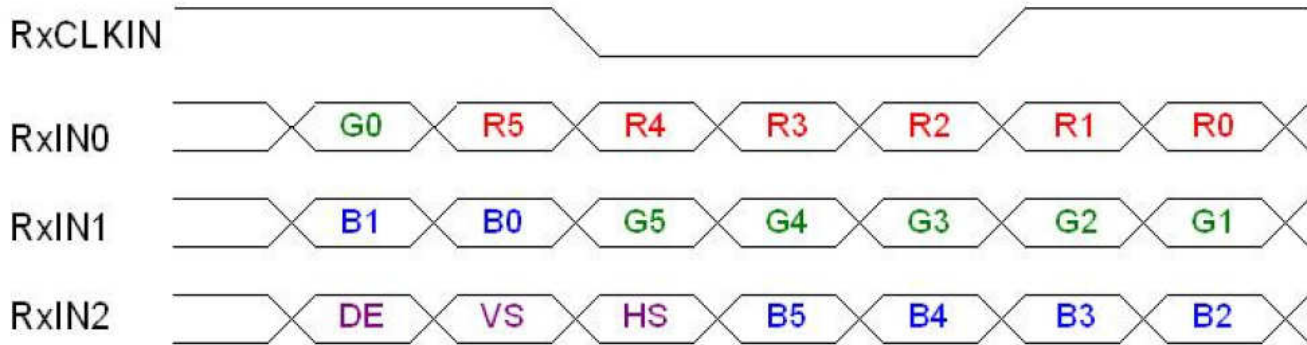 RxCLKIN
RxIN0 G0 R5 R4 R3 R2 R1 R0
RxIN1 B1 B0 G5 G4 G3 G2 G1
RxIN2 DE VS HS B5 B4 B3 B2